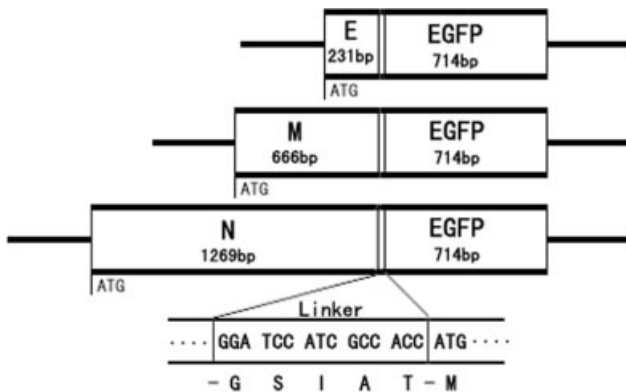 E EGFP
231bp 714bp
ATG
M EGFP
666bp 714bp
ATG
N EGFP
1269bp 714bp
ATG
Linker
···· GGA TCC ATC GCC ACC ATG ····
- G S I A T - M